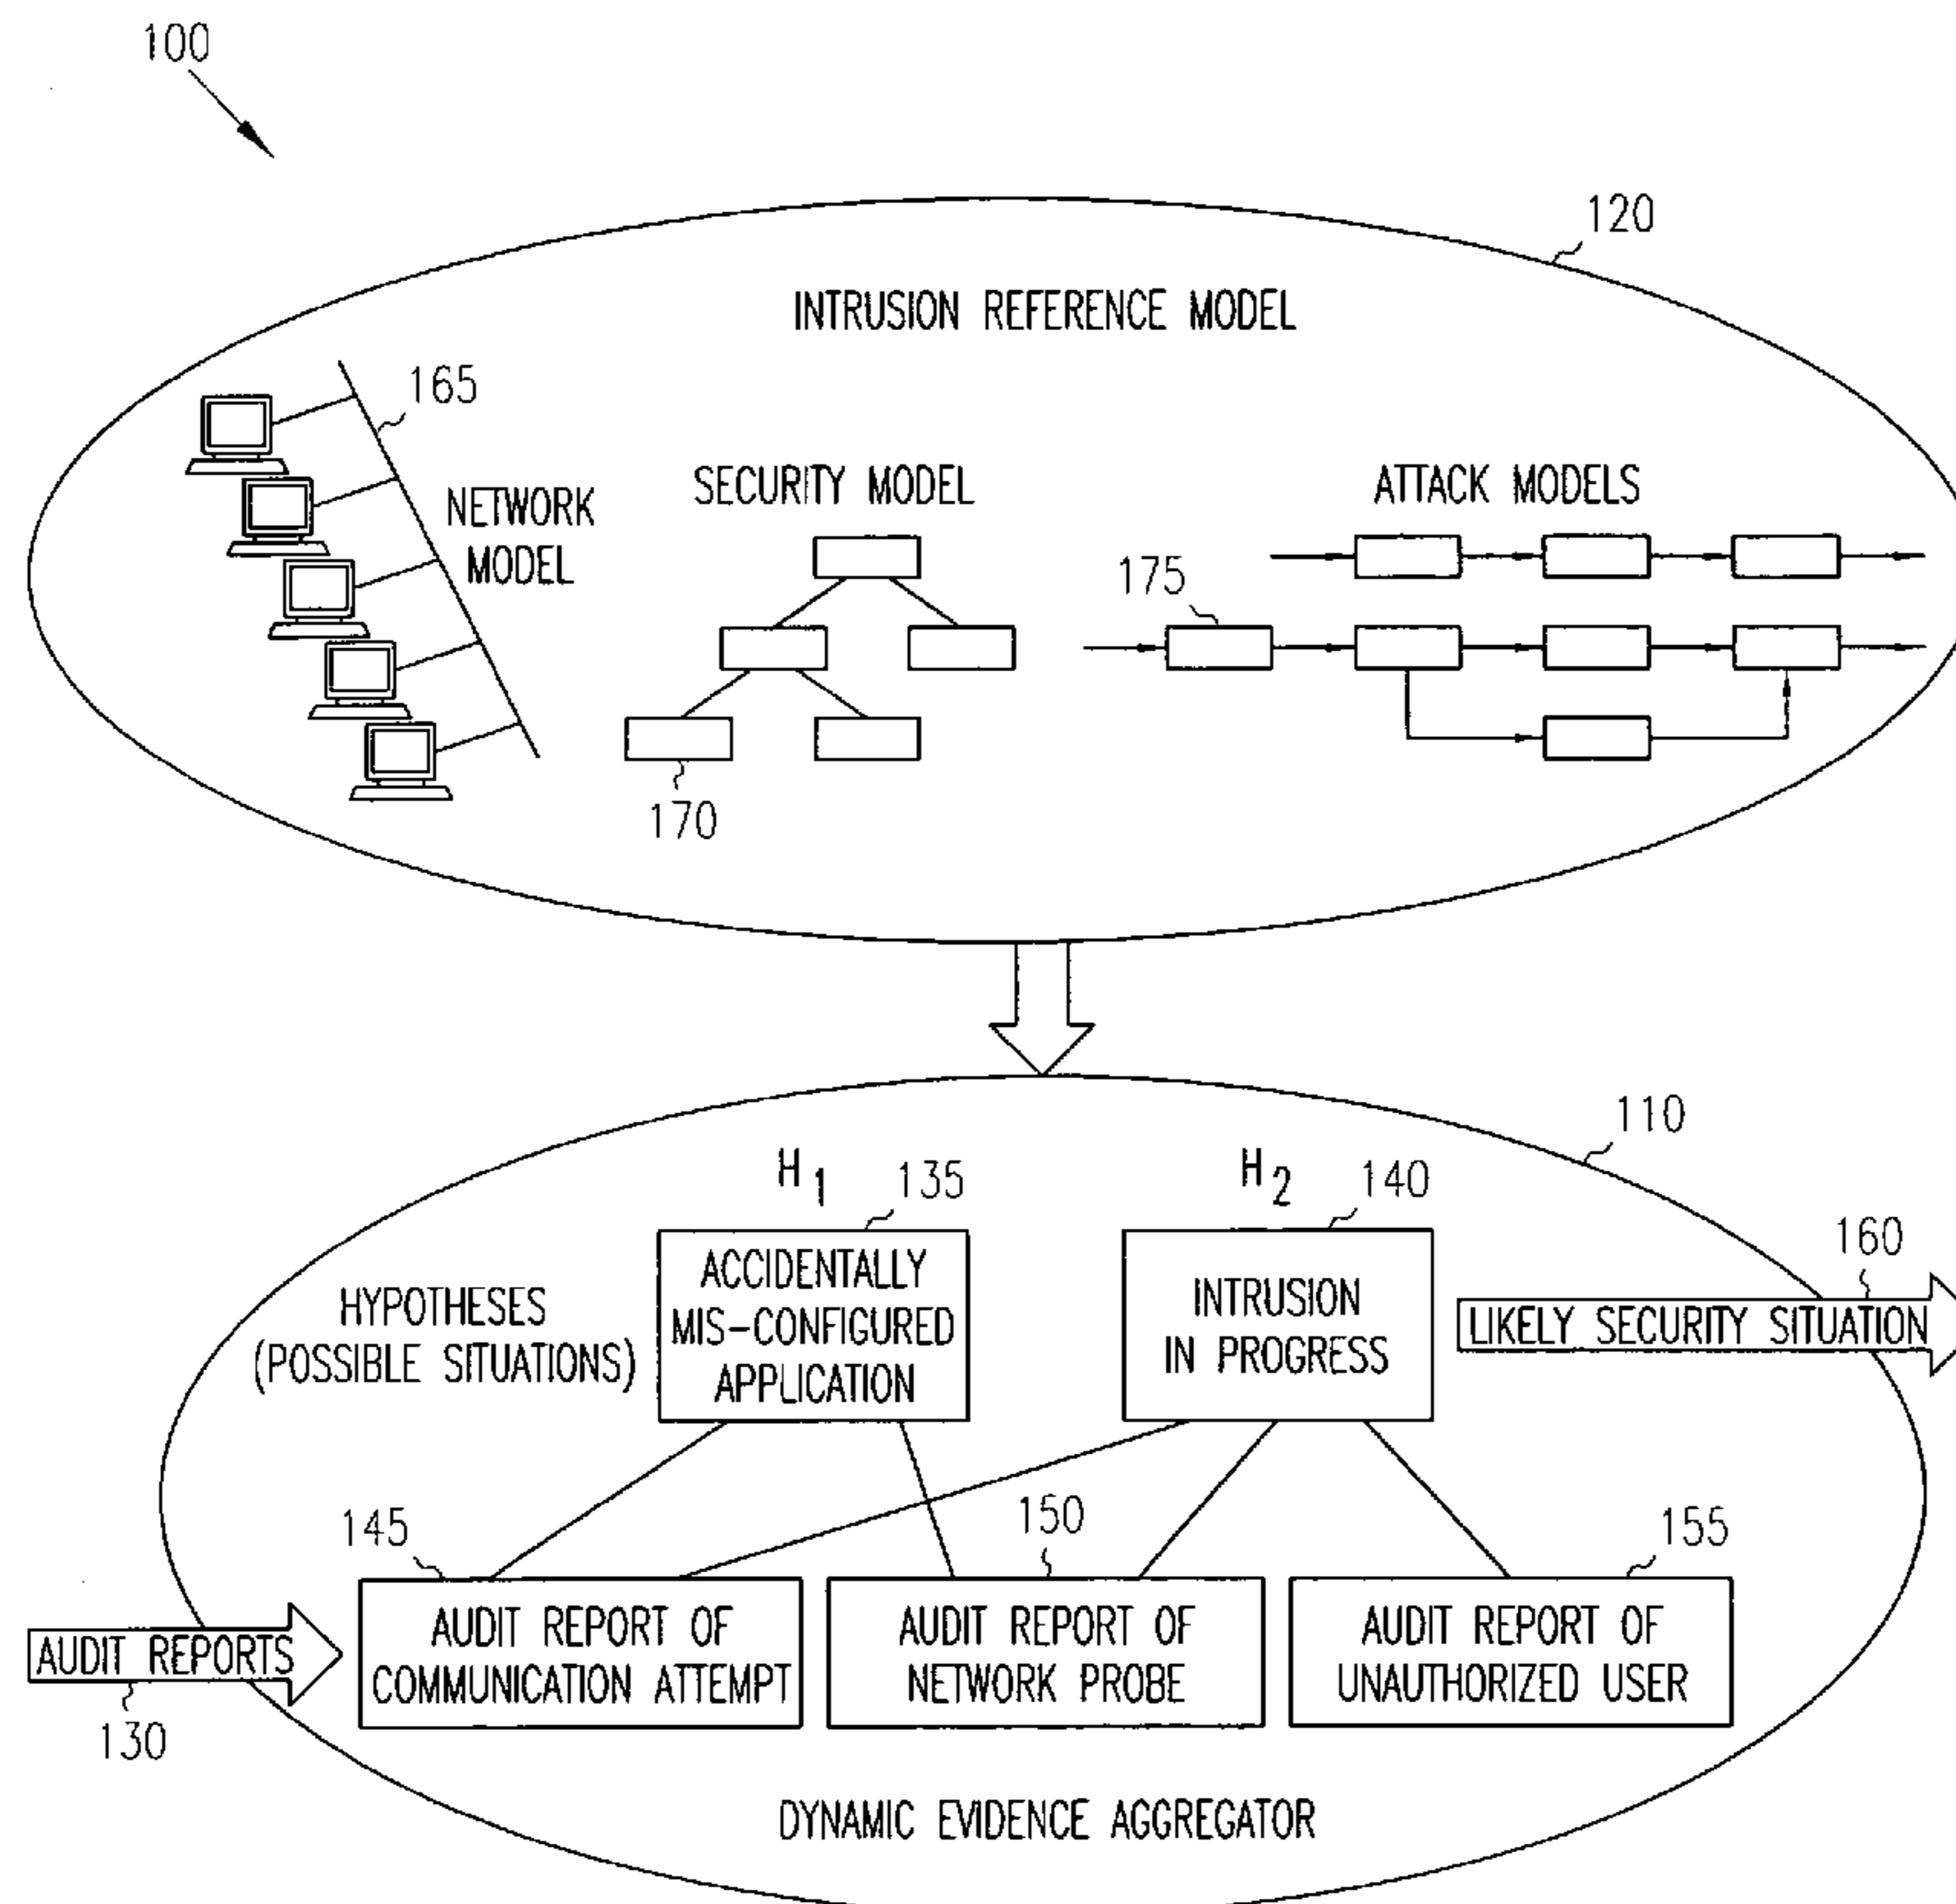 100
120
INTRUSION REFERENCE MODEL
165
NETWORK
MODEL
SECURITY MODEL
ATTACK MODELS
175
170
110
H1
135
H2
140
160
HYPOTHESES
(POSSIBLE SITUATIONS)
ACCIDENTALLY
MIS-CONFIGURED
APPLICATION
INTRUSION
IN PROGRESS
LIKELY SECURITY SITUATION
145
150
155
AUDIT REPORTS
130
AUDIT REPORT OF
COMMUNICATION ATTEMPT
AUDIT REPORT OF
NETWORK PROBE
AUDIT REPORT OF
UNAUTHORIZED USER
DYNAMIC EVIDENCE AGGREGATOR